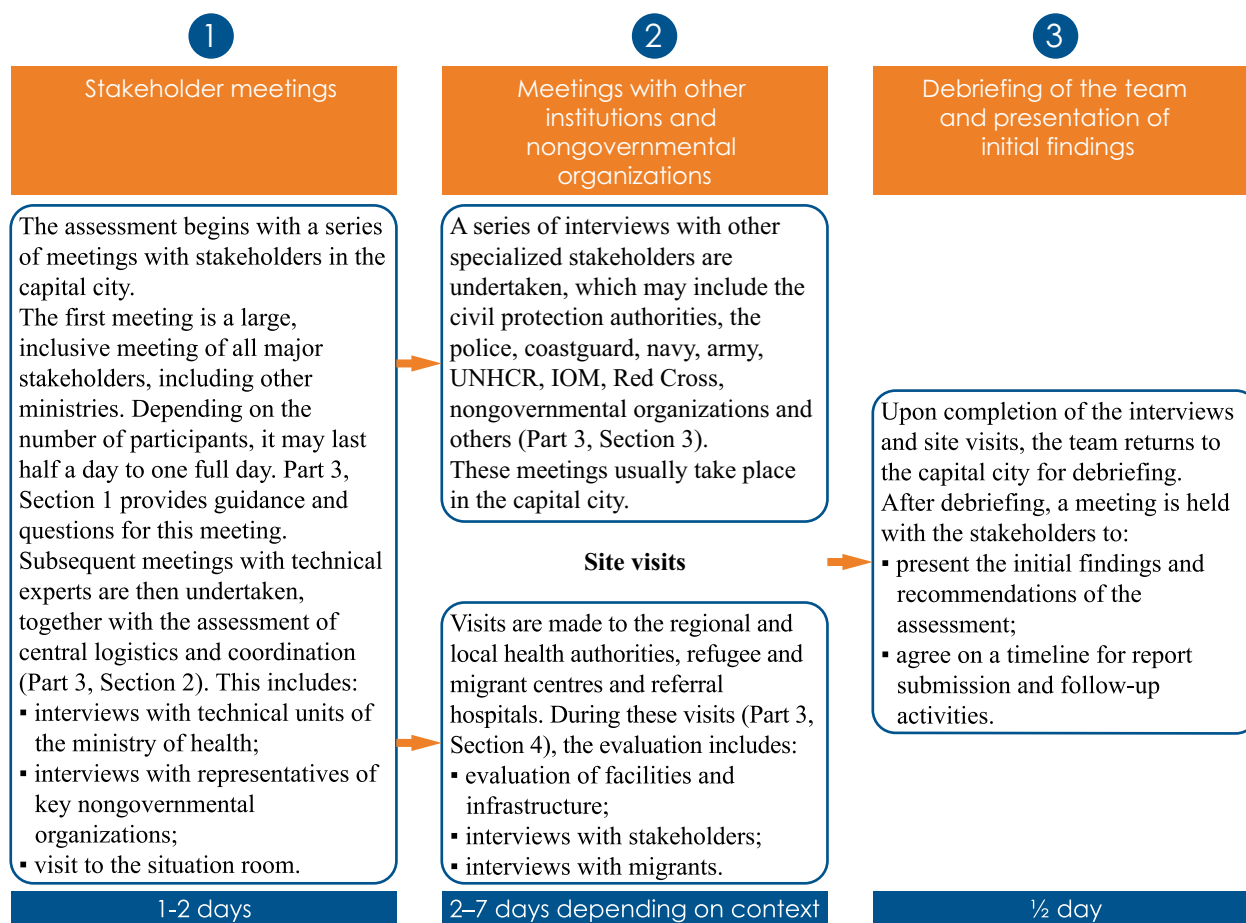 1
Stakeholder meetings
The assessment begins with a series
of meetings with stakeholders in the
capital city.
The first meeting is a large,
inclusive meeting of all major
stakeholders, including other
ministries. Depending on the
number of participants, it may last
half a day to one full day. Part 3,
Section 1 provides guidance and
questions for this meeting.
Subsequent meetings with technical
experts are then undertaken,
together with the assessment of
central logistics and coordination
(Part 3, Section 2). This includes:
▪ interviews with technical units of
the ministry of health;
▪ interviews with representatives of
key nongovernmental
organizations;
▪ visit to the situation room.
1-2 days
2
Meetings with other
institutions and
nongovernmental
organizations
A series of interviews with other
specialized stakeholders are
undertaken, which may include the
civil protection authorities, the
police, coastguard, navy, army,
UNHCR, IOM, Red Cross,
nongovernmental organizations and
others (Part 3, Section 3).
These meetings usually take place
in the capital city.
Site visits
Visits are made to the regional and
local health authorities, refugee and
migrant centres and referral
hospitals. During these visits (Part 3,
Section 4), the evaluation includes:
▪ evaluation of facilities and
infrastructure;
▪ interviews with stakeholders;
▪ interviews with migrants.
2–7 days depending on context
3
Debriefing of the team
and presentation of
initial findings
Upon completion of the interviews
and site visits, the team returns to
the capital city for debriefing.
After debriefing, a meeting is held
with the stakeholders to:
▪ present the initial findings and
recommendations of the
assessment;
▪ agree on a timeline for report
submission and follow-up
activities.
½ day